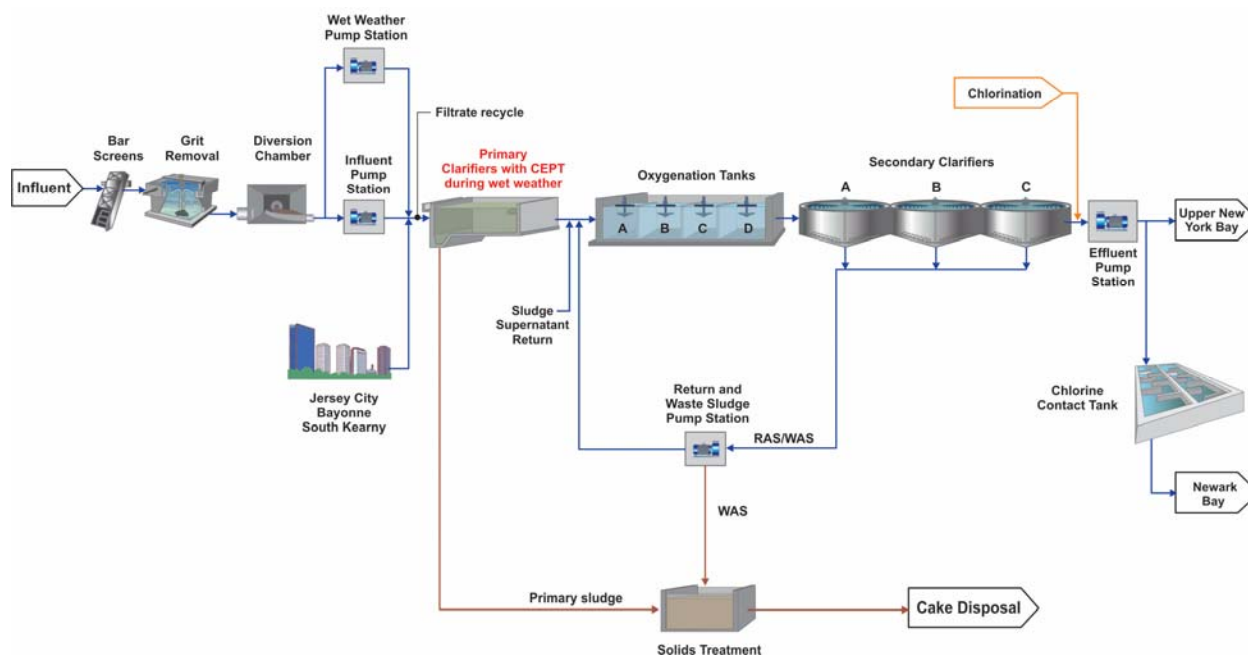 Wet Weather
Pump Station
Chlorination
Filtrate recycle
Bar
Screens
Grit
Removal
Diversion
Chamber
Influent
Pump
Station
Primary
Clarifiers with CEPT
during wet weather
Oxygenation Tanks
Secondary Clarifiers
Influent
A
B
C
A
B
C
D
Upper New
York Bay
Effluent
Pump
Station
Sludge
Supernatant
Return
Jersey City
Bayonne
South Kearny
Return and
Waste Sludge
Pump Station
RAS/WAS
Chlorine
Contact Tank
Newark
Bay
WAS
Primary sludge
Cake Disposal
Solids Treatment